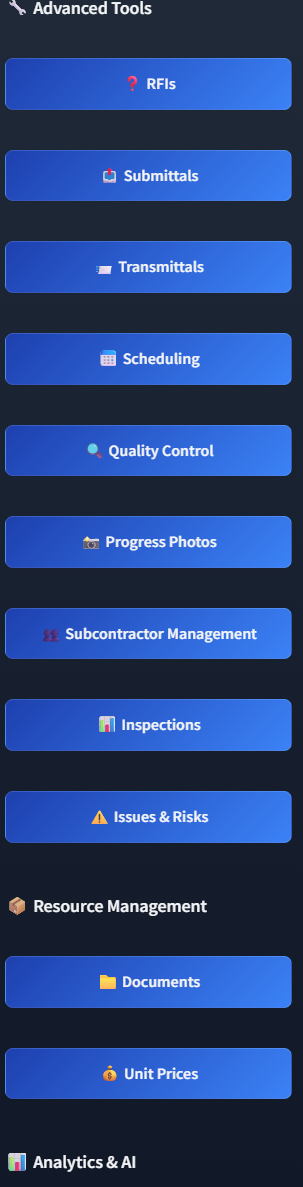 Advanced Tools
RFIs
Submittals
Transmittals
Scheduling
Quality Control
Progress Photos
Subcontractor Management
Inspections
Issues & Risks
Resource Management
Documents
Unit Prices
Analytics & AI